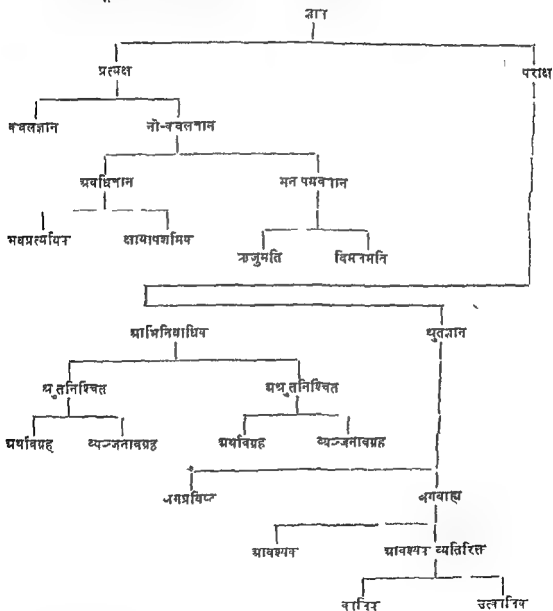 ज्ञान
प्रत्यक्ष परोक्ष
केवलज्ञान नो-केवलज्ञान
अवधिज्ञान मन पर्यवज्ञान
भवप्रत्ययिक क्षायोपशमिक
ऋजुमति विपुलमति
आभिनिबोधिक श्रुतज्ञान
श्रुतनिश्चित अश्रुतनिश्चित
अर्थावग्रह व्यञ्जनावग्रह अर्थावग्रह व्यञ्जनावग्रह
अगप्रविष्ट अगबाह्य
आवश्यक आवश्यक व्यतिरिक्त
कालिक उत्कालिक